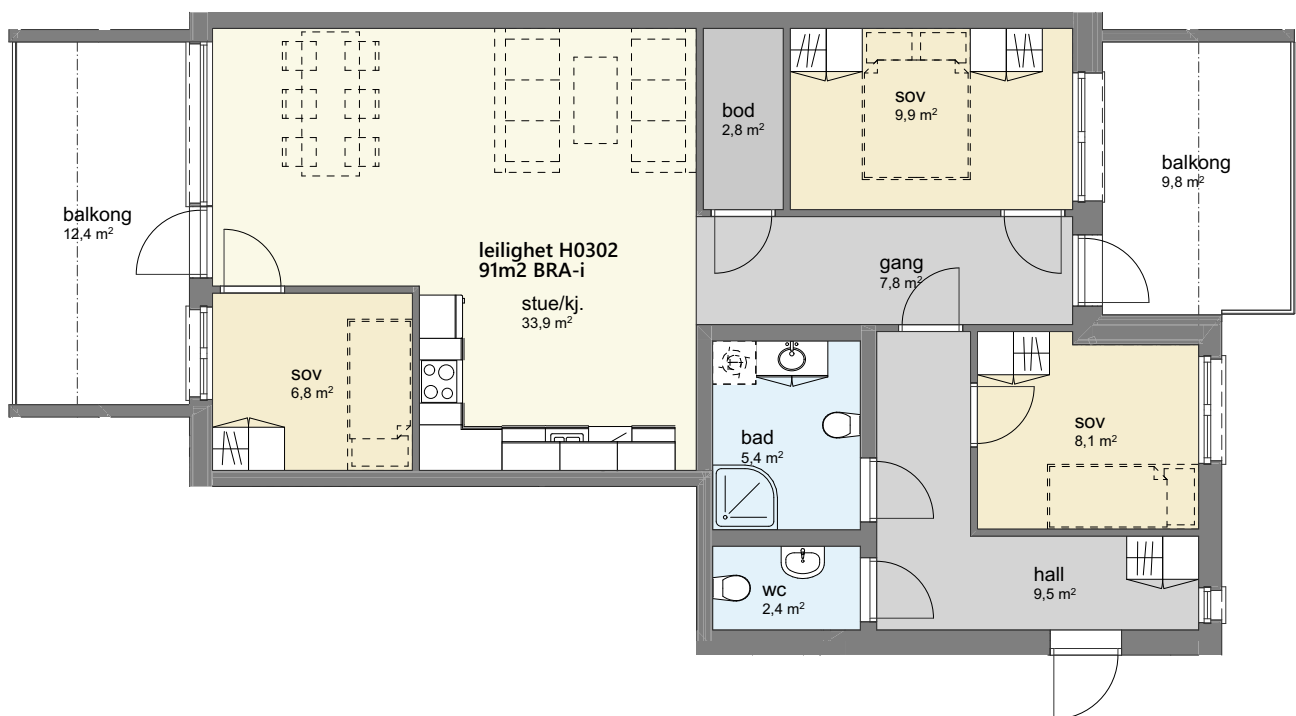 bod
2,8 m²
sov
9,9 m²
balkong
9,8 m²
balkong
12,4 m²
leilighet H0302
91m2 BRA-i
stue/kj.
33,9 m²
gang
7,8 m²
sov
6,8 m²
bad
5,4 m²
sov
8,1 m²
wc
2,4 m²
hall
9,5 m²